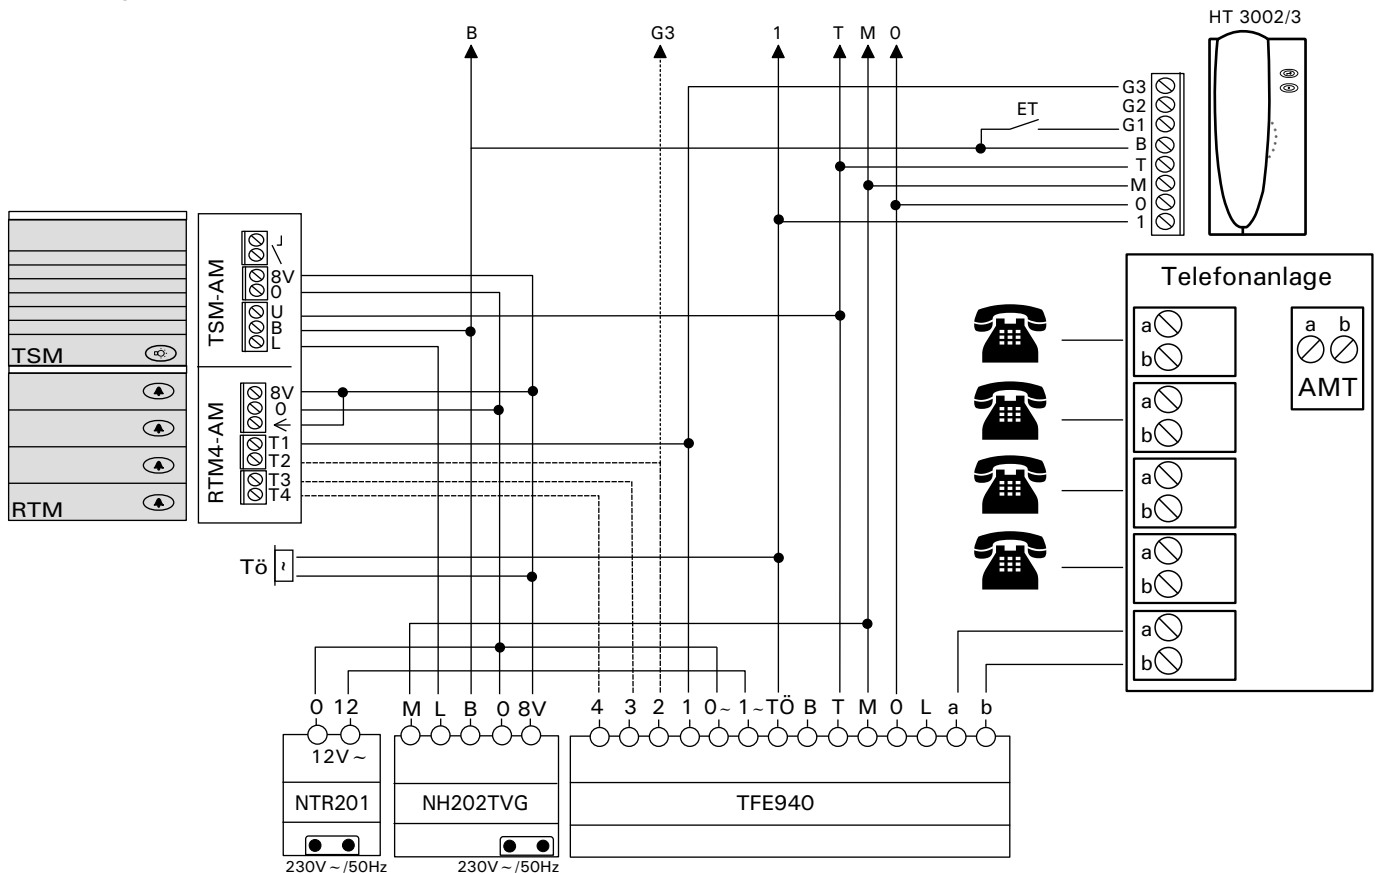 HT 3002/3
B G3 1 T M 0
G3
G2
ET
G1
B
T
M
0
1
TSM-AM
8V
0
U
B
L
TSM
RTM4-AM
8V
0
T1
T2
T3
T4
RTM
Tö ~
Telefonanlage
a
b
a b
AMT
a
b
a
b
a
b
a
b
0 12 M L B 0 8V 4 3 2 1 0~ 1~ TÖ B T M 0 L a b
12V~
NTR201 NH202TVG TFE940
230V~/50Hz 230V~/50Hz